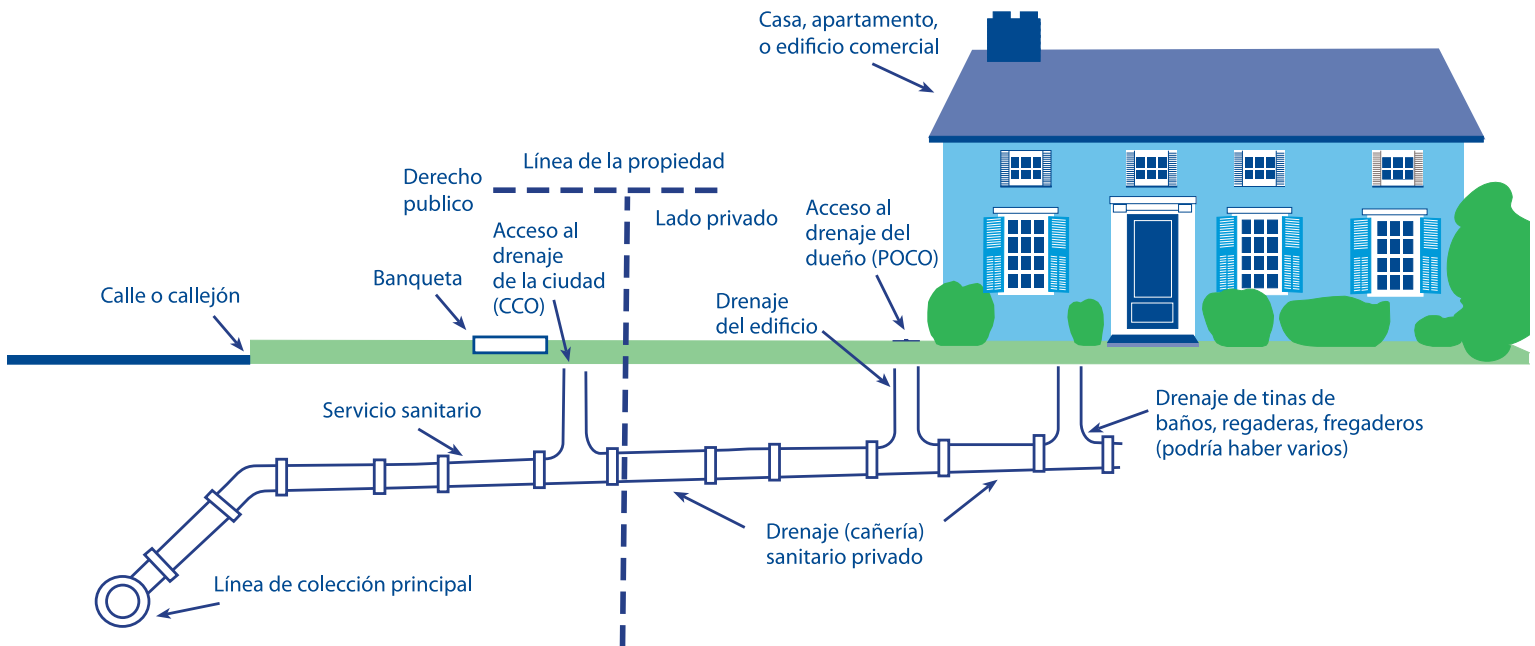 Casa, apartamento,
o edificio comercial
Línea de la propiedad
Derecho
publico
Lado privado
Acceso al
drenaje del
dueño (POCO)
Acceso al
drenaje
de la ciudad
(CCO)
Banqueta
Calle o callejón
Drenaje
del edificio
Servicio sanitario
Drenaje de tinas de
baños, regaderas, fregaderos
(podría haber varios)
Drenaje (cañería)
sanitario privado
Línea de colección principal